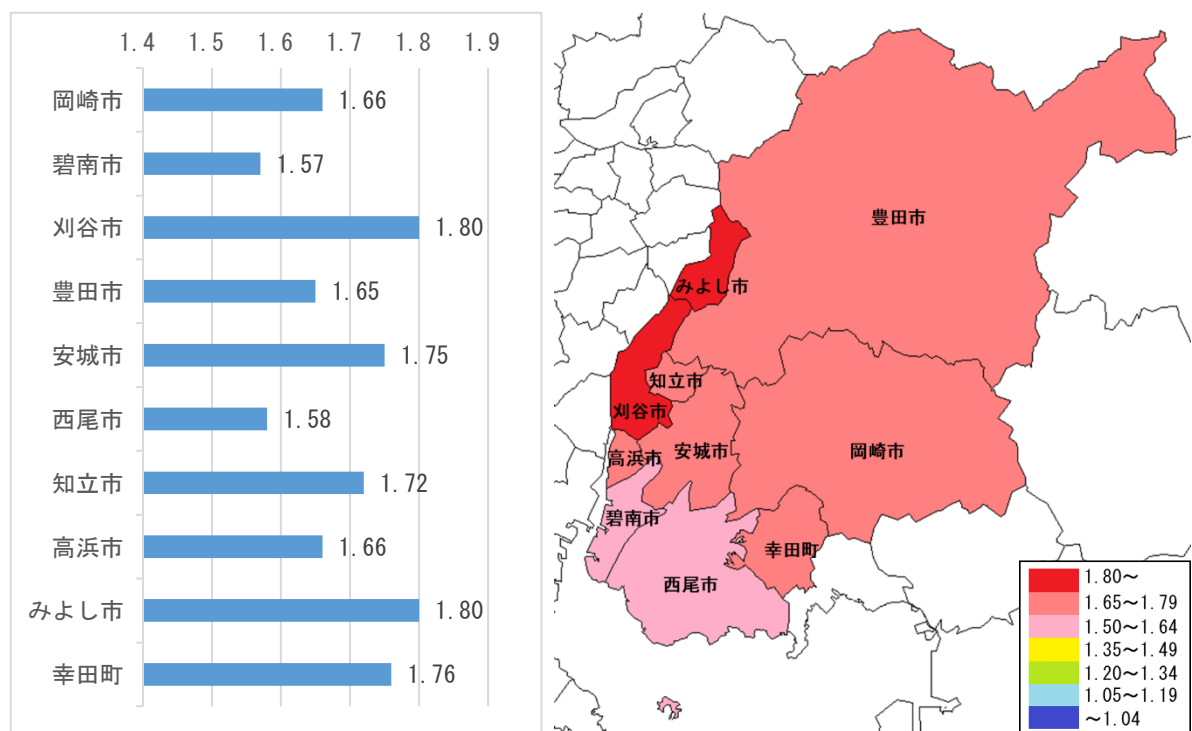 1.4 1.5 1.6 1.7 1.8 1.9
岡崎市 1.66
碧南市 1.57
刈谷市 1.80
豊田市 1.65
安城市 1.75
西尾市 1.58
知立市 1.72
高浜市 1.66
みよし市 1.80
幸田町 1.76
豊田市
みよし市
知立市
刈谷市
高浜市
安城市
岡崎市
碧南市
幸田町
西尾市
1.80～
1.65～1.79
1.50～1.64
1.35～1.49
1.20～1.34
1.05～1.19
～1.04